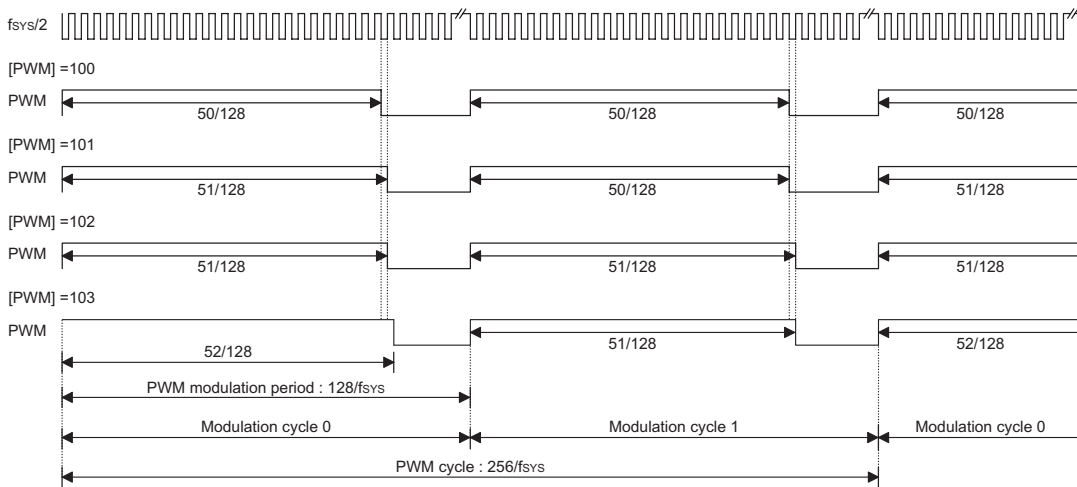 fSYS/2
[PWM] =100
PWM
50/128 50/128 50/128
[PWM] =101
PWM
51/128 50/128 51/128
[PWM] =102
PWM
51/128 51/128 51/128
[PWM] =103
PWM
52/128 51/128 52/128
PWM modulation period : 128/fSYS
Modulation cycle 0 Modulation cycle 1 Modulation cycle 0
PWM cycle : 256/fSYS